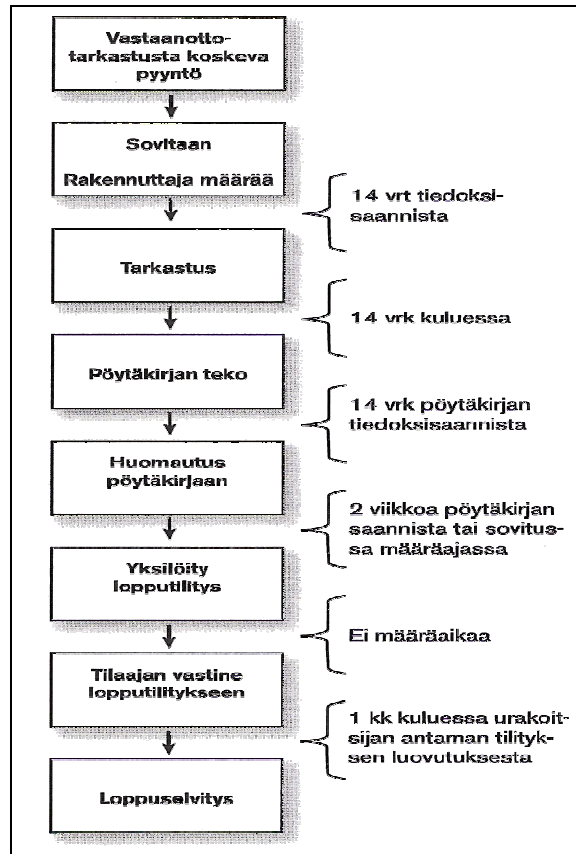 Vastaanotto-
tarkastusta koskeva
pyyntö
Sovitaan
Rakennuttaja määrää
14 vrt tiedoksi-
saannista
Tarkastus
14 vrk kuluessa
Pöytäkirjan teko
14 vrk pöytäkirjan
tiedoksisaannista
Huomautus
pöytäkirjaan
2 viikkoa pöytäkirjan
saannista tai sovitus-
sa määräajassa
Yksilöity
lopputilitys
Ei määräaikaa
Tilaajan vastine
lopputilitykseen
1 kk kuluessa urakoit-
sijan antaman tilityk-
sen luovutuksesta
Loppuselvitys